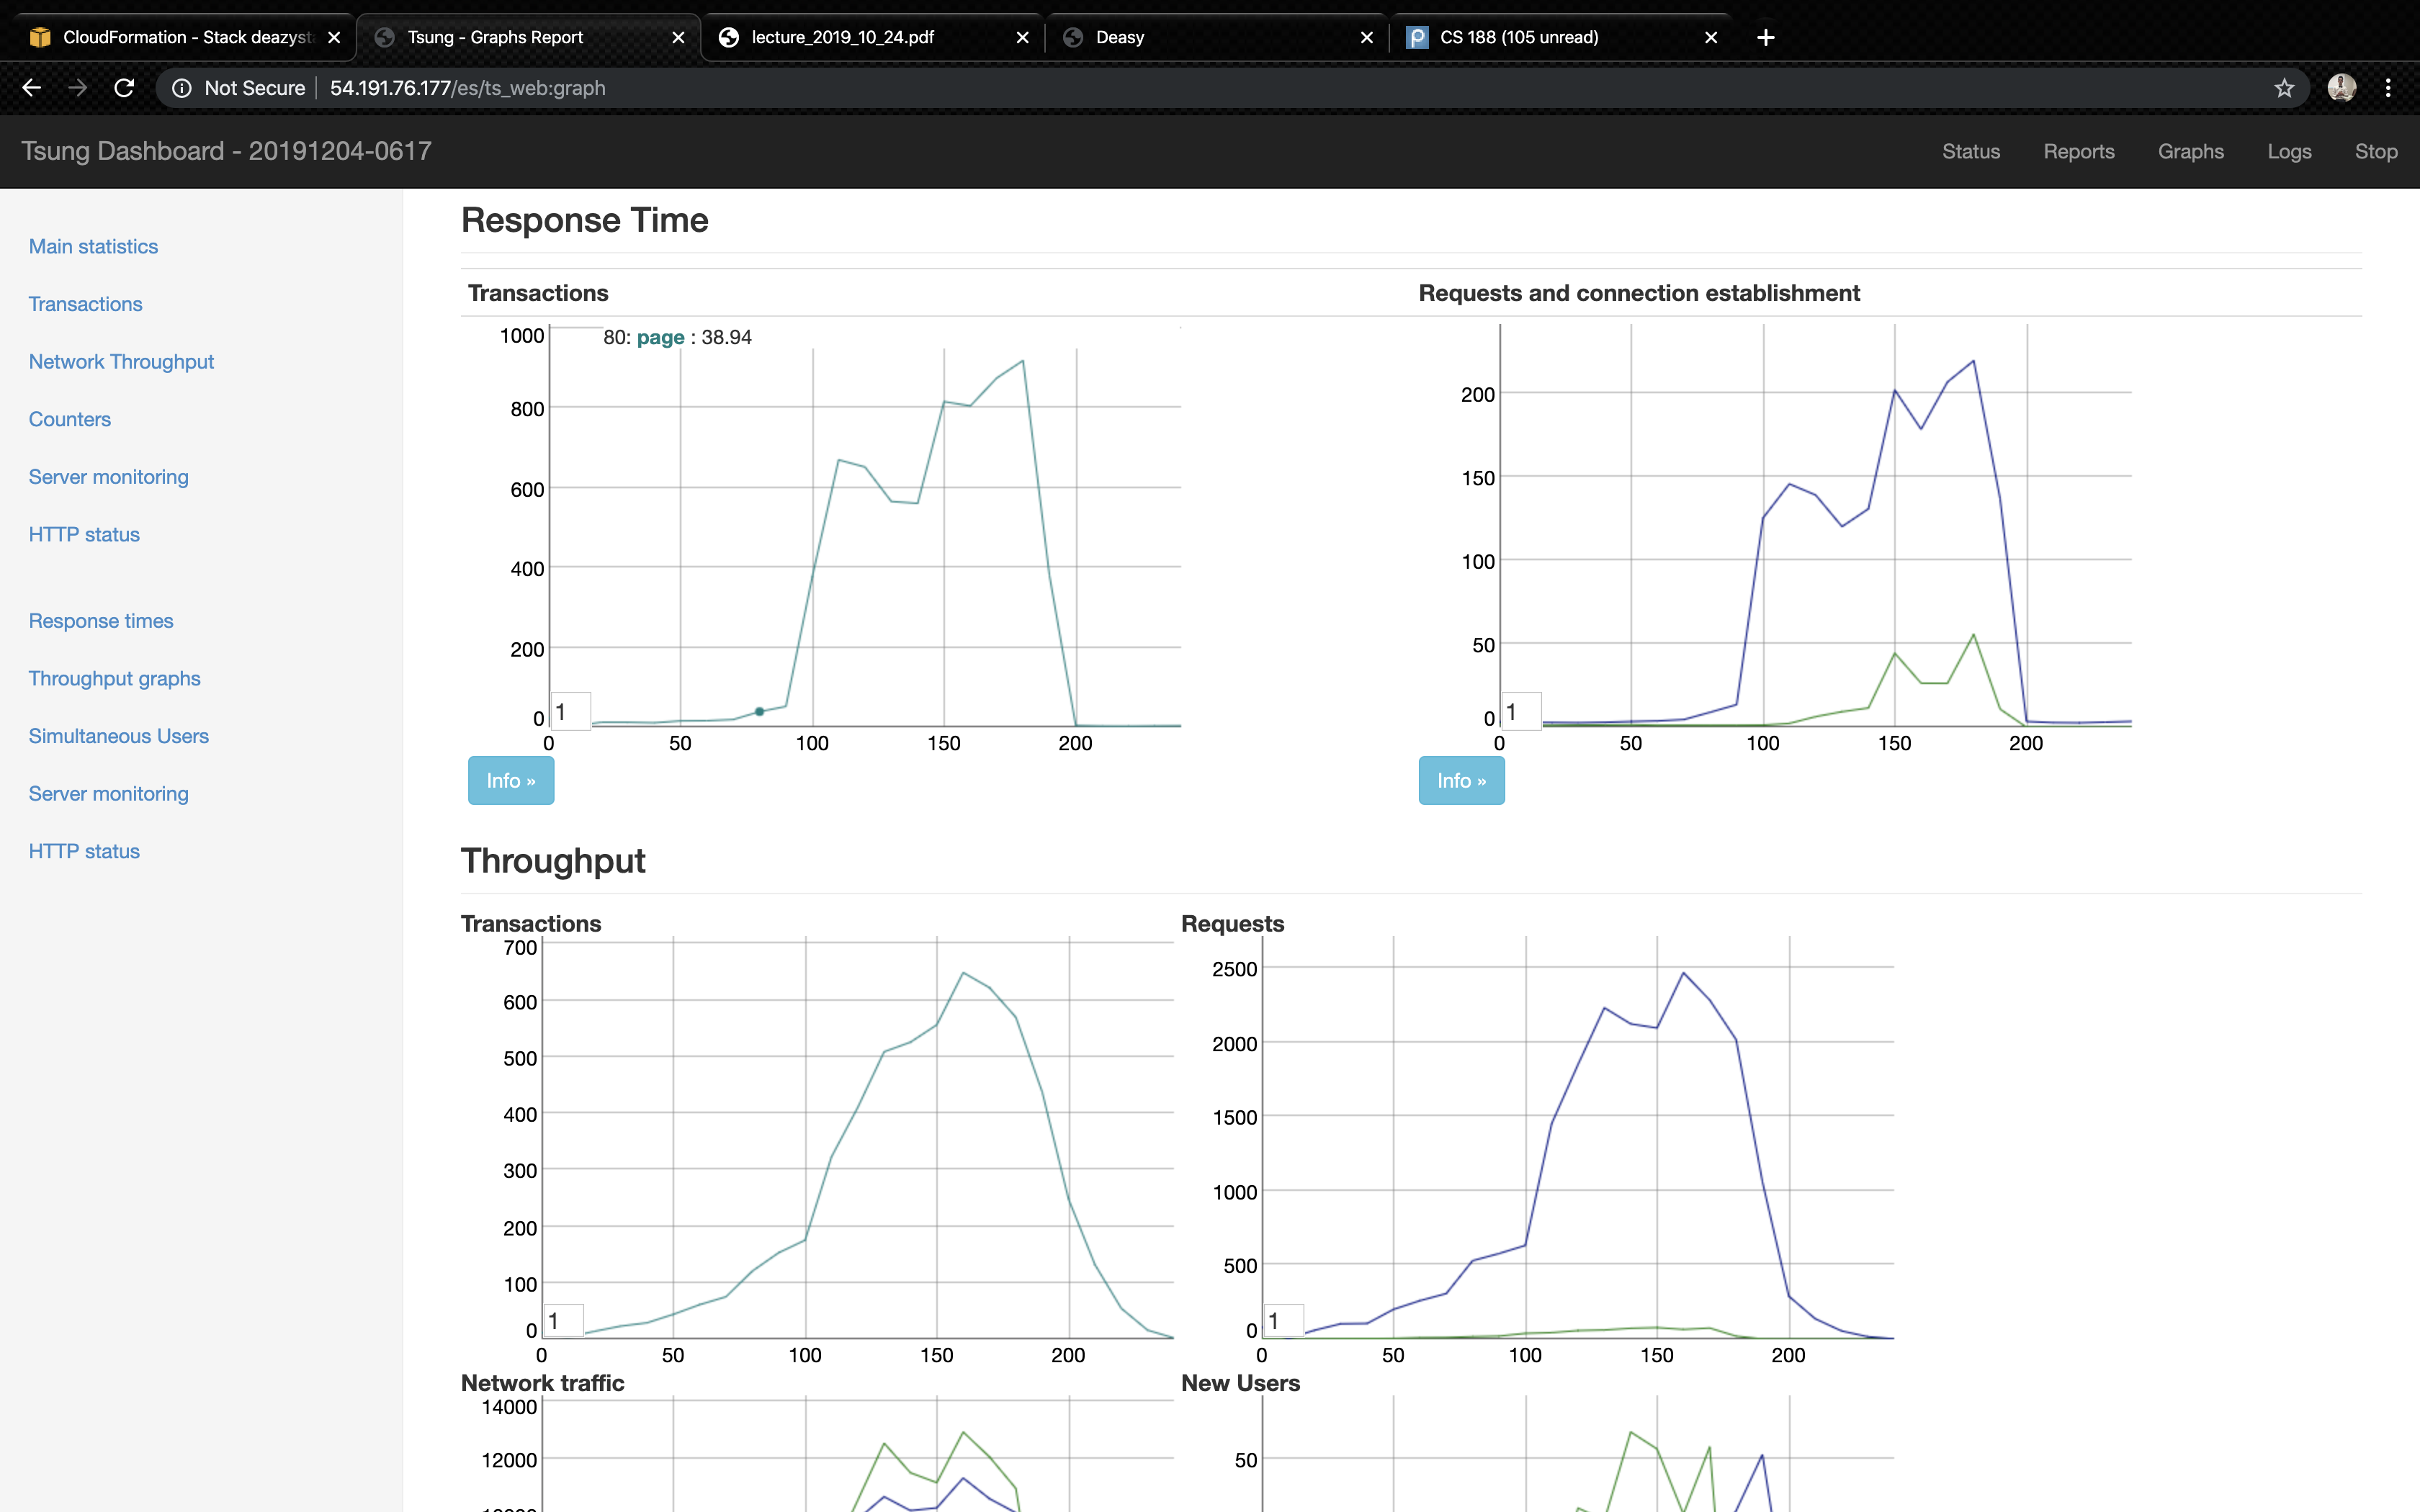 CloudFormation - Stack deazyst
Tsung - Graphs Report
lecture_2019_10_24.pdf
Deasy
CS 188 (105 unread)
Not Secure
54.191.76.177/es/ts_web:graph
Tsung Dashboard - 20191204-0617
Status
Reports
Graphs
Logs
Stop
Main statistics
Transactions
Network Throughput
Counters
Server monitoring
HTTP status
Response times
Throughput graphs
Simultaneous Users
Server monitoring
HTTP status
Response Time
Transactions
80: page : 38.94
1000
800
600
400
200
0
1
0 50 100 150 200
Info »
Requests and connection establishment
200
150
100
50
0
1
0 50 100 150 200
Info »
Throughput
Transactions
700
600
500
400
300
200
100
0
1
0 50 100 150 200
Requests
2500
2000
1500
1000
500
0
1
0 50 100 150 200
Network traffic
14000
12000
New Users
50